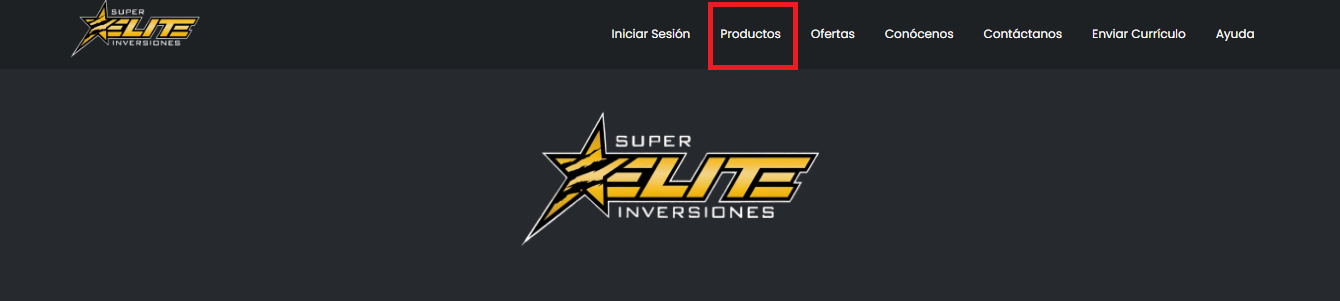 SUPER
ELITE
INVERSIONES
Iniciar Sesión Productos Ofertas Conócenos Contáctanos Enviar Currículo Ayuda
SUPER
ELITE
INVERSIONES